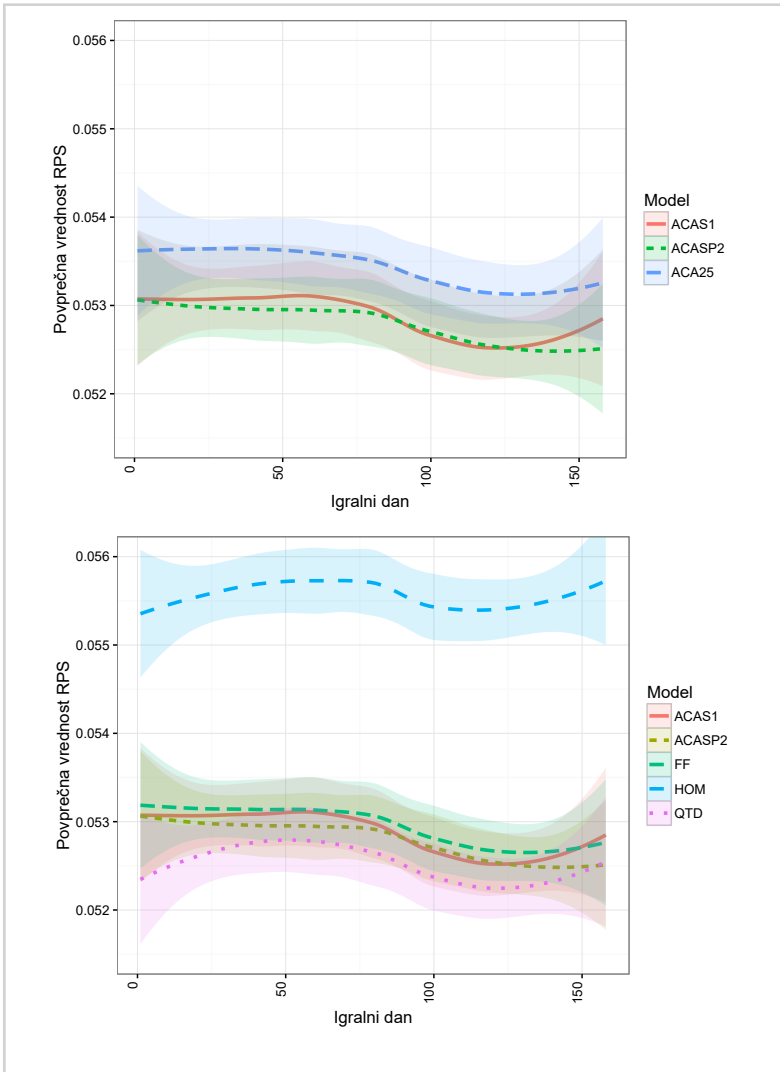 0.056
0.055
0.054
0.053
0.052
Povprečna vrednost RPS
0
50
100
150
Igralni dan
Model
ACAS1
ACASP2
ACA25
0.056
0.055
0.054
0.053
0.052
Povprečna vrednost RPS
0
50
100
150
Igralni dan
Model
ACAS1
ACASP2
FF
HOM
QTD